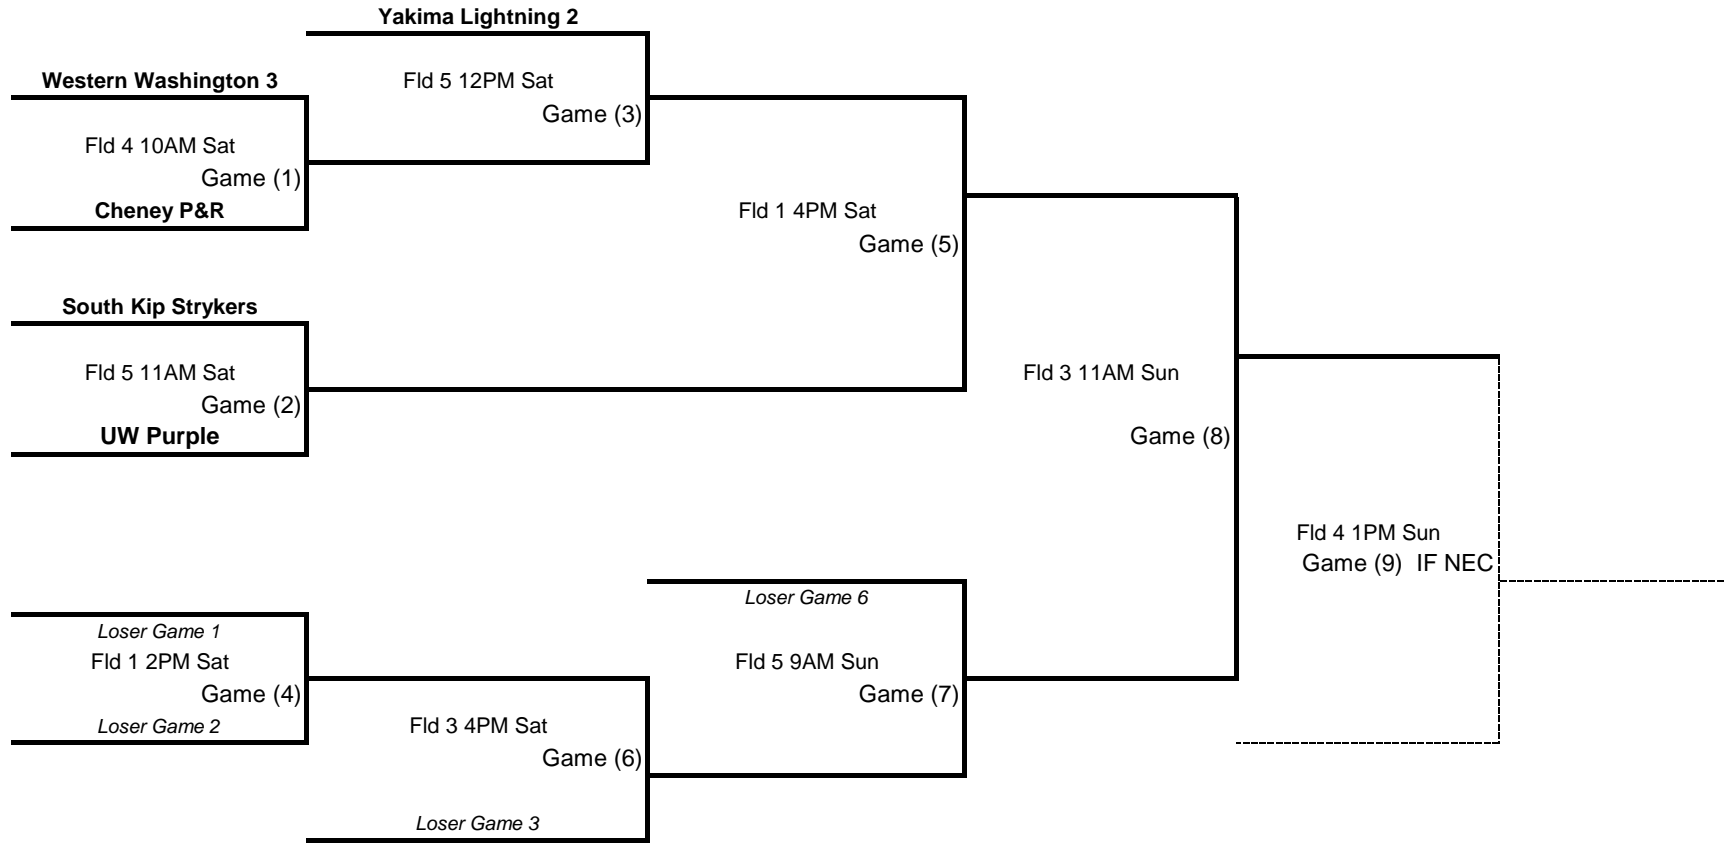 Yakima Lightning 2
Western Washington 3
Fld 5 12PM Sat
Game (3)
Fld 4 10AM Sat
Game (1)
Cheney P&R
Fld 1 4PM Sat
Game (5)
South Kip Strykers
Fld 5 11AM Sat
Game (2)
UW Purple
Fld 3 11AM Sun
Game (8)
Fld 4 1PM Sun
Game (9) IF NEC
Loser Game 6
Loser Game 1
Fld 1 2PM Sat
Game (4)
Loser Game 2
Fld 5 9AM Sun
Game (7)
Fld 3 4PM Sat
Game (6)
Loser Game 3